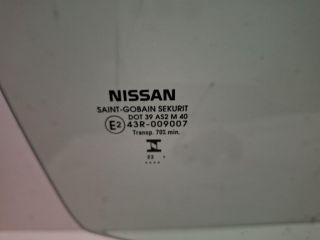 NISSAN
SAINT-GOBAIN SEKURIT
DOT 39 AS2 M 40
E2 43R-009007
Transp. 70% min.